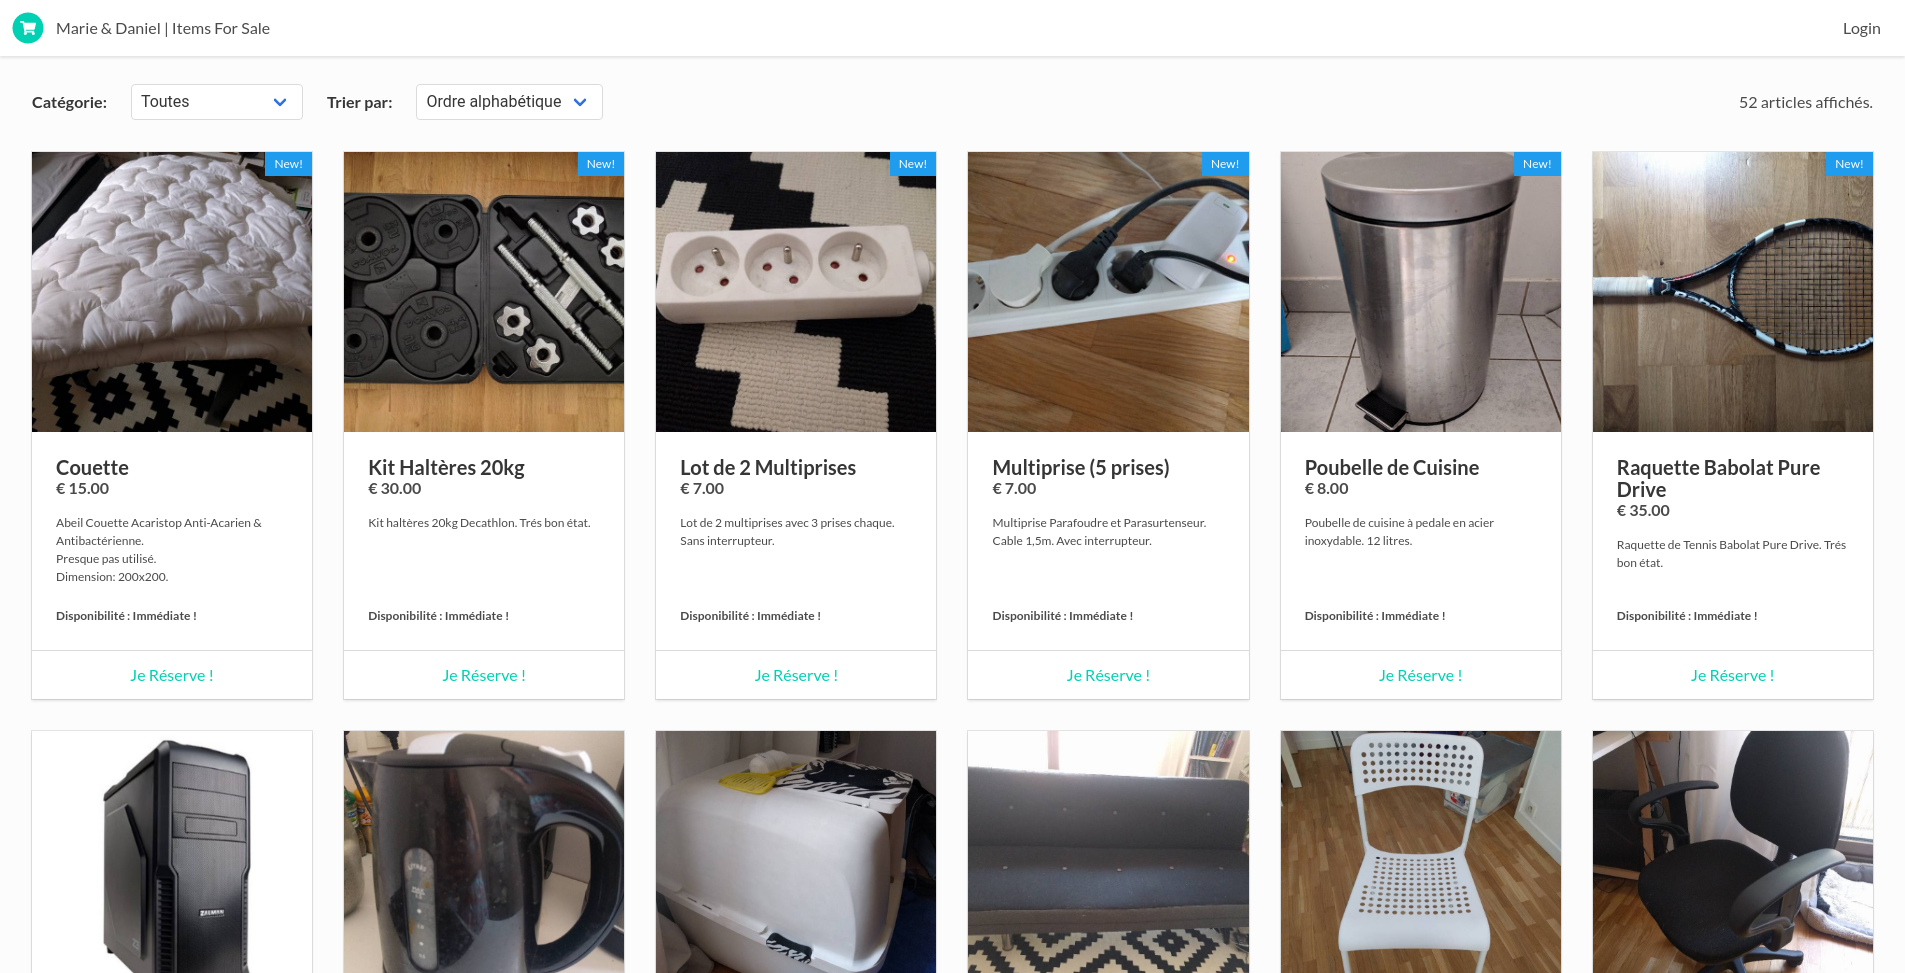 Marie & Daniel | Items For Sale
Login
Catégorie:
Toutes
Trier par:
Ordre alphabétique
52 articles affichés.
New!
New!
New!
New!
New!
New!
Couette
€ 15.00
Abeil Couette Acaristop Anti-Acarien &
Antibactérienne.
Presque pas utilisé.
Dimension: 200x200.
Disponibilité : Immédiate !
Je Réserve !
Kit Haltères 20kg
€ 30.00
Kit haltères 20kg Decathlon. Trés bon état.
Disponibilité : Immédiate !
Je Réserve !
Lot de 2 Multiprises
€ 7.00
Lot de 2 multiprises avec 3 prises chaque.
Sans interrupteur.
Disponibilité : Immédiate !
Je Réserve !
Multiprise (5 prises)
€ 7.00
Multiprise Parafoudre et Parasurtenseur.
Cable 1,5m. Avec interrupteur.
Disponibilité : Immédiate !
Je Réserve !
Poubelle de Cuisine
€ 8.00
Poubelle de cuisine à pedale en acier
inoxydable. 12 litres.
Disponibilité : Immédiate !
Je Réserve !
Babolat
Raquette Babolat Pure
Drive
€ 35.00
Raquette de Tennis Babolat Pure Drive. Trés
bon état.
Disponibilité : Immédiate !
Je Réserve !
ZALMAN